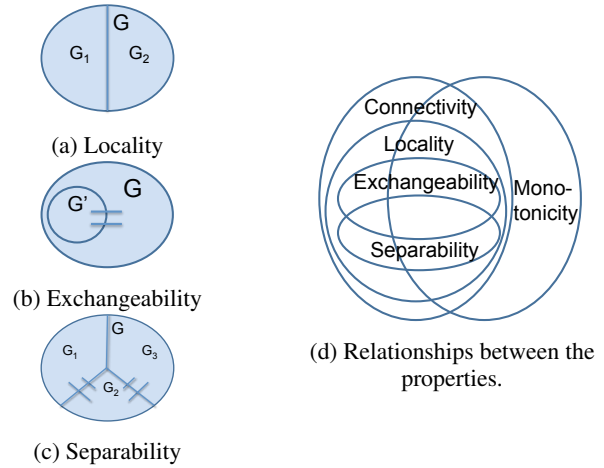 G
G₁ G₂
(a) Locality
G' G
(b) Exchangeability
G
G₁ G₃
G₂
(c) Separability
Connectivity
Locality
Exchangeability
Separability
Mono-
tonicity
(d) Relationships between the
properties.